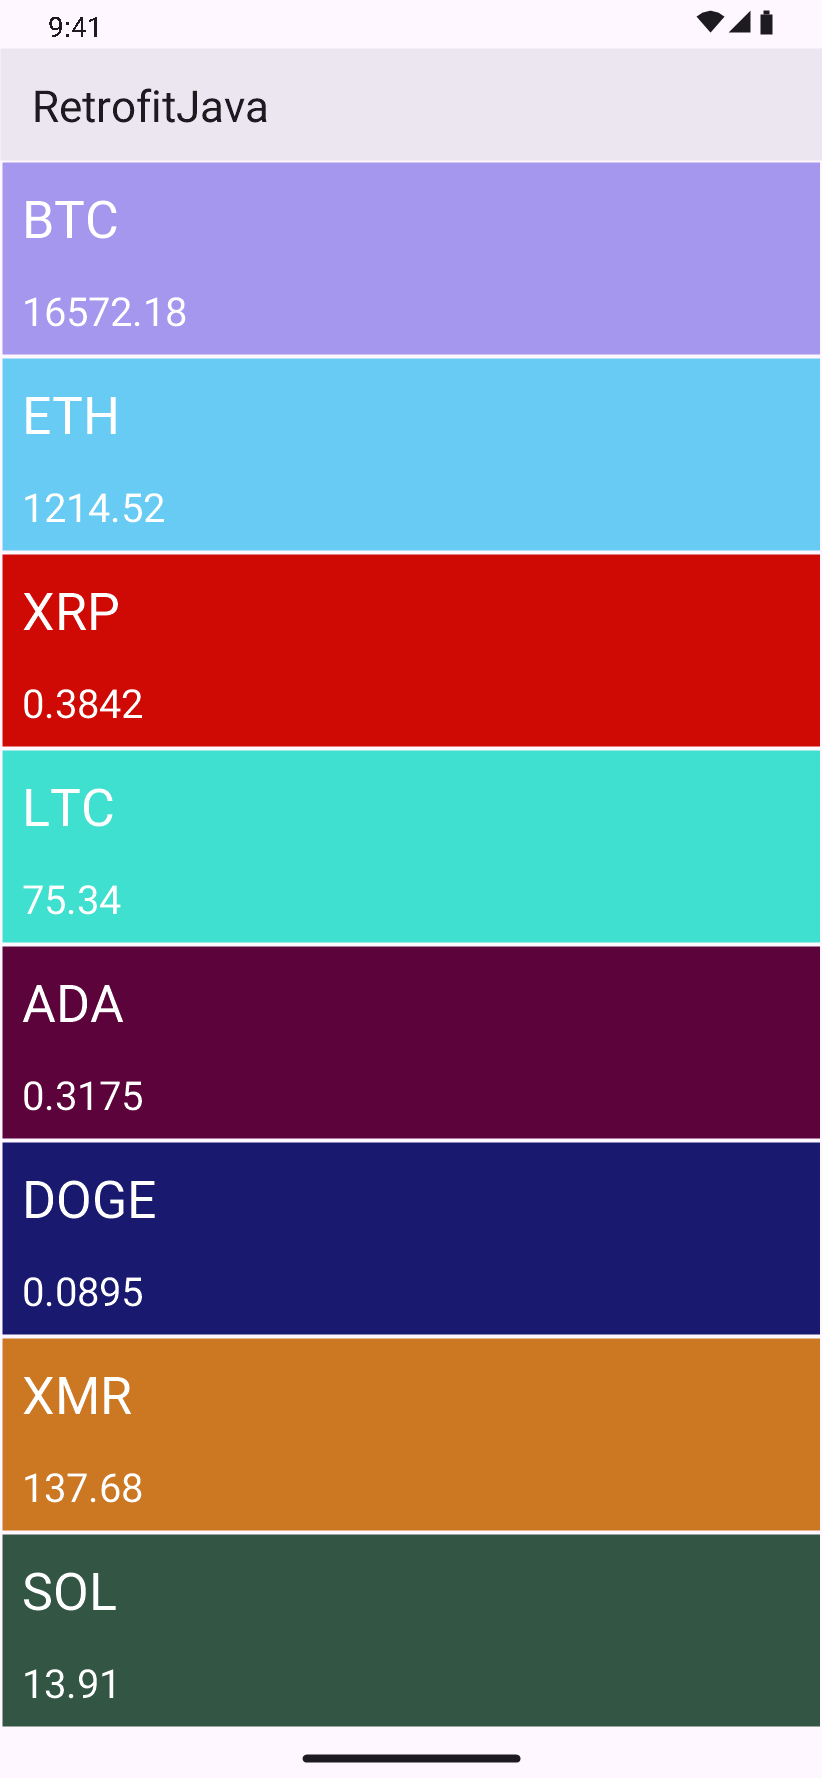 9:41
RetrofitJava
BTC
16572.18
ETH
1214.52
XRP
0.3842
LTC
75.34
ADA
0.3175
DOGE
0.0895
XMR
137.68
SOL
13.91